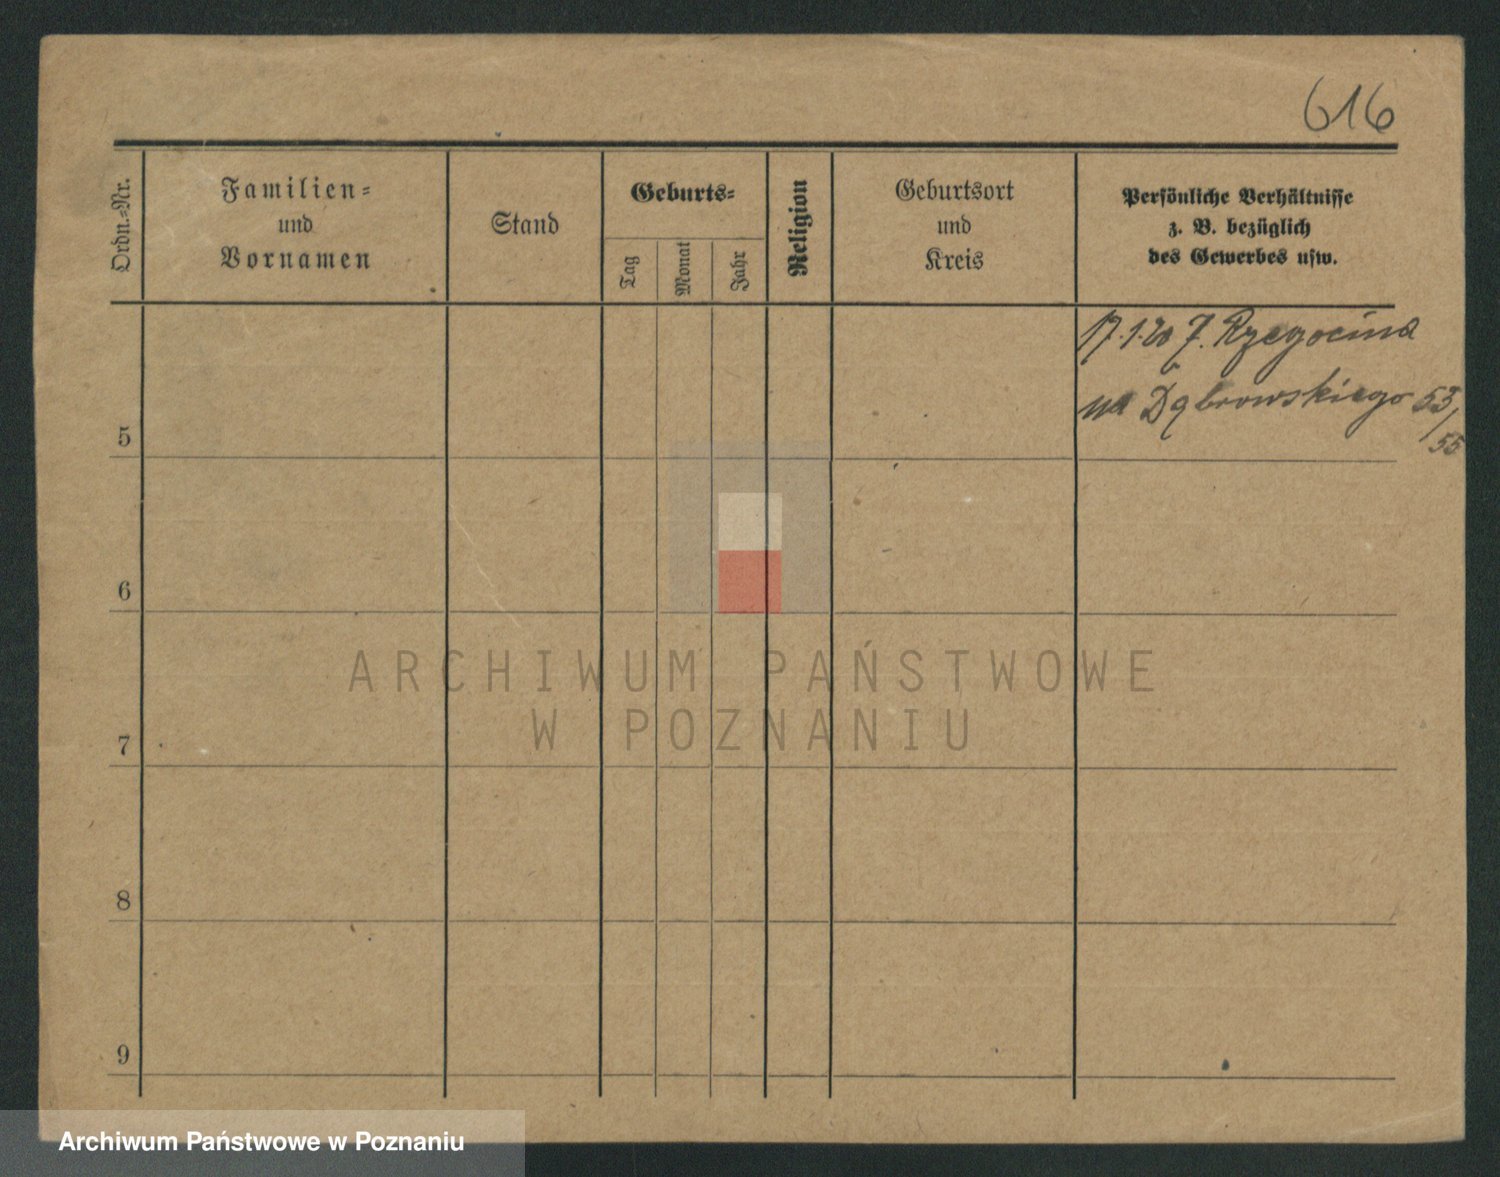 616
Ordn.=Nr.
Familien=
und
Vornamen
Stand
Geburts=
Tag
Monat
Jahr
Religion
Geburtsort
und
Kreis
Persönliche Verhältnisse
z. B. bezüglich
des Gewerbes usw.
17.1.20 J. Rzegocina
na Dąbrowskiego 53/
55
5
6
7
8
9
ARCHIWUM PAŃSTWOWE
W POZNANIU
Archiwum Państwowe w Poznaniu